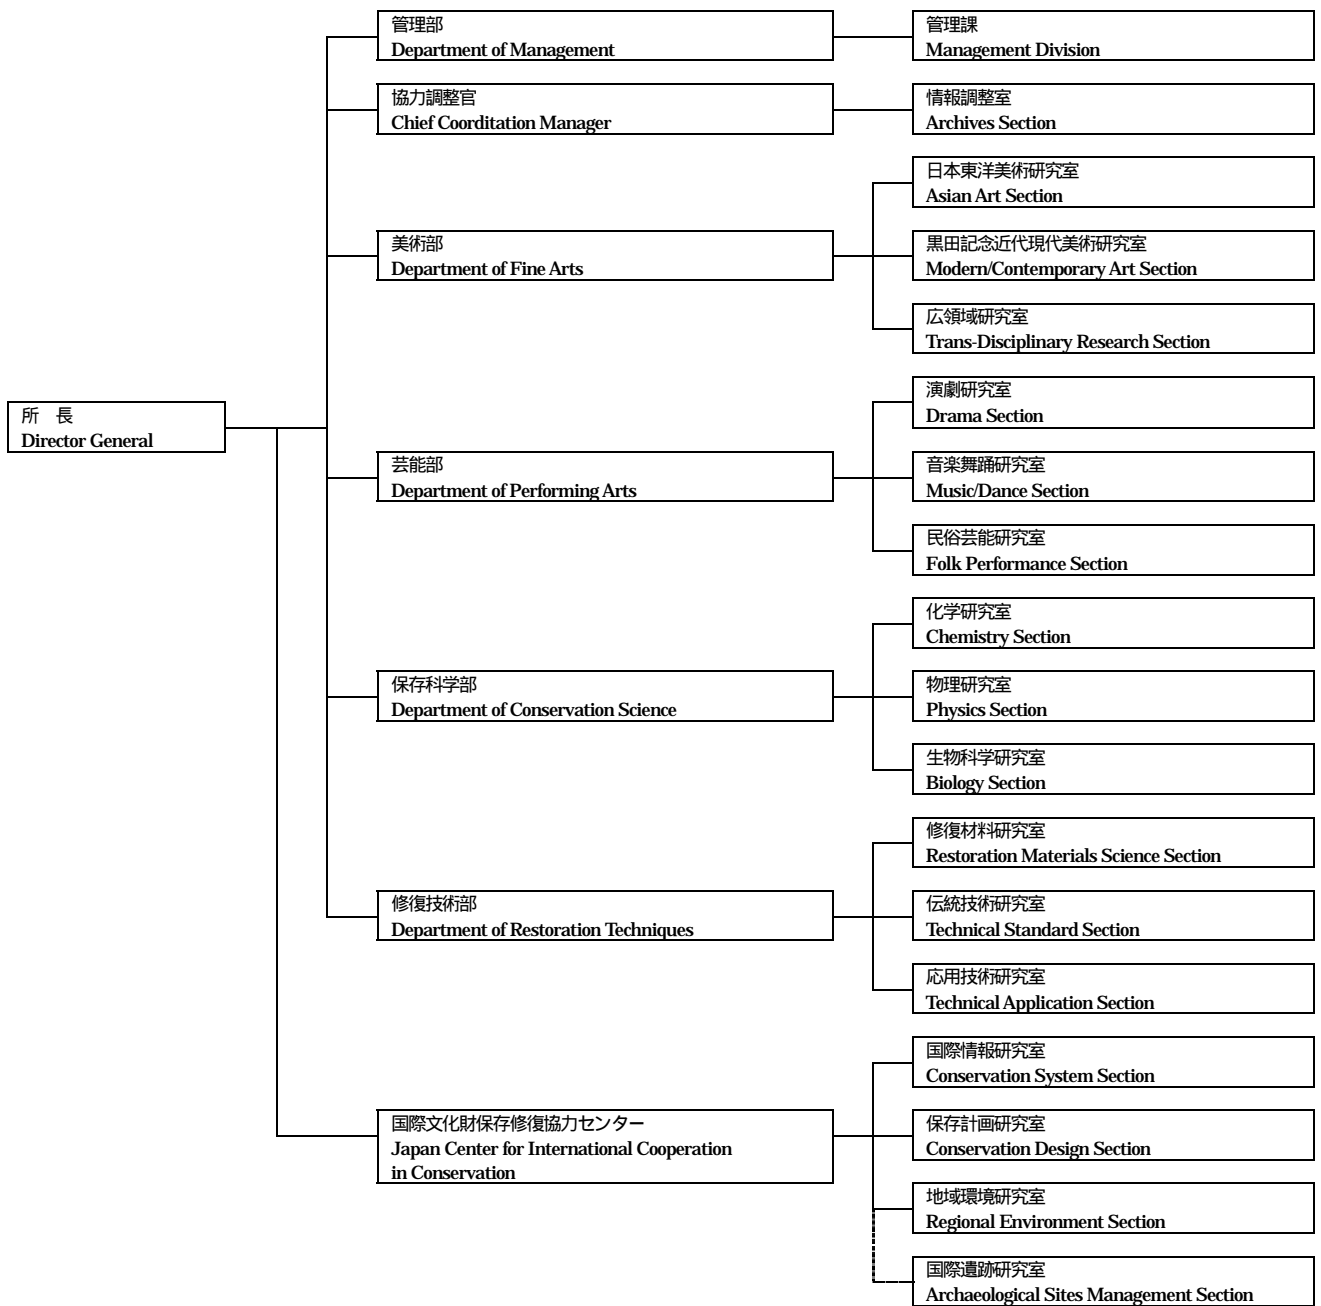 管理部
Department of Management
管理課
Management Division
協力調整官
Chief Coorditation Manager
情報調整室
Archives Section
日本東洋美術研究室
Asian Art Section
美術部
Department of Fine Arts
黒田記念近代現代美術研究室
Modern/Contemporary Art Section
広領域研究室
Trans-Disciplinary Research Section
所 長
Director General
演劇研究室
Drama Section
芸能部
Department of Performing Arts
音楽舞踊研究室
Music/Dance Section
民俗芸能研究室
Folk Performance Section
化学研究室
Chemistry Section
保存科学部
Department of Conservation Science
物理研究室
Physics Section
生物科学研究室
Biology Section
修復材料研究室
Restoration Materials Science Section
修復技術部
Department of Restoration Techniques
伝統技術研究室
Technical Standard Section
応用技術研究室
Technical Application Section
国際情報研究室
Conservation System Section
国際文化財保存修復協力センター
Japan Center for International Cooperation
in Conservation
保存計画研究室
Conservation Design Section
地域環境研究室
Regional Environment Section
国際遺跡研究室
Archaeological Sites Management Section